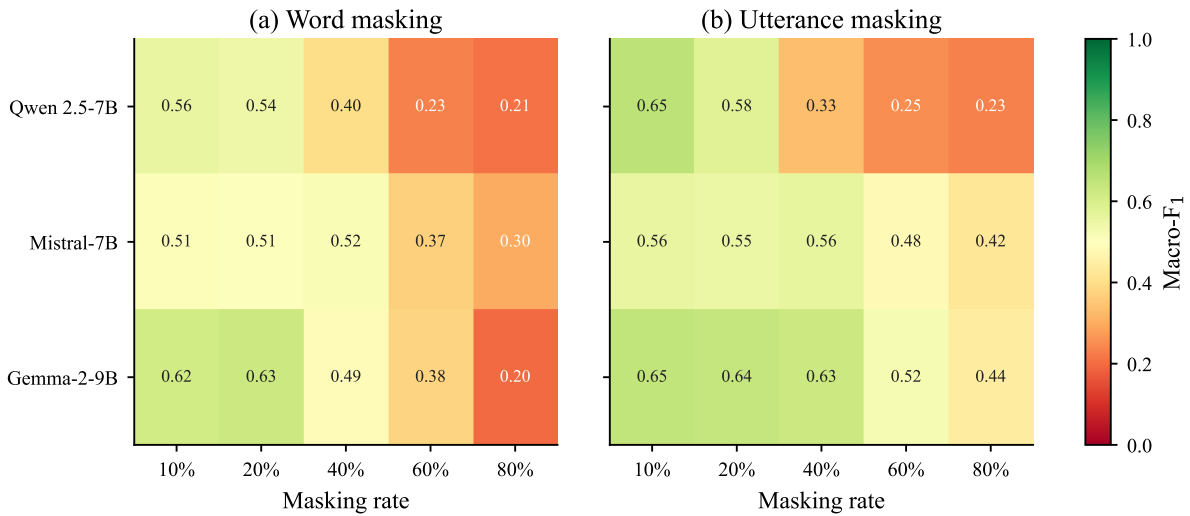 (a) Word masking
(b) Utterance masking
Qwen 2.5-7B
0.56 0.54 0.40 0.23 0.21
0.65 0.58 0.33 0.25 0.23
Mistral-7B
0.51 0.51 0.52 0.37 0.30
0.56 0.55 0.56 0.48 0.42
Gemma-2-9B
0.62 0.63 0.49 0.38 0.20
0.65 0.64 0.63 0.52 0.44
10% 20% 40% 60% 80%
10% 20% 40% 60% 80%
Masking rate
Masking rate
1.0
0.8
0.6
0.4
0.2
0.0
Macro-F₁